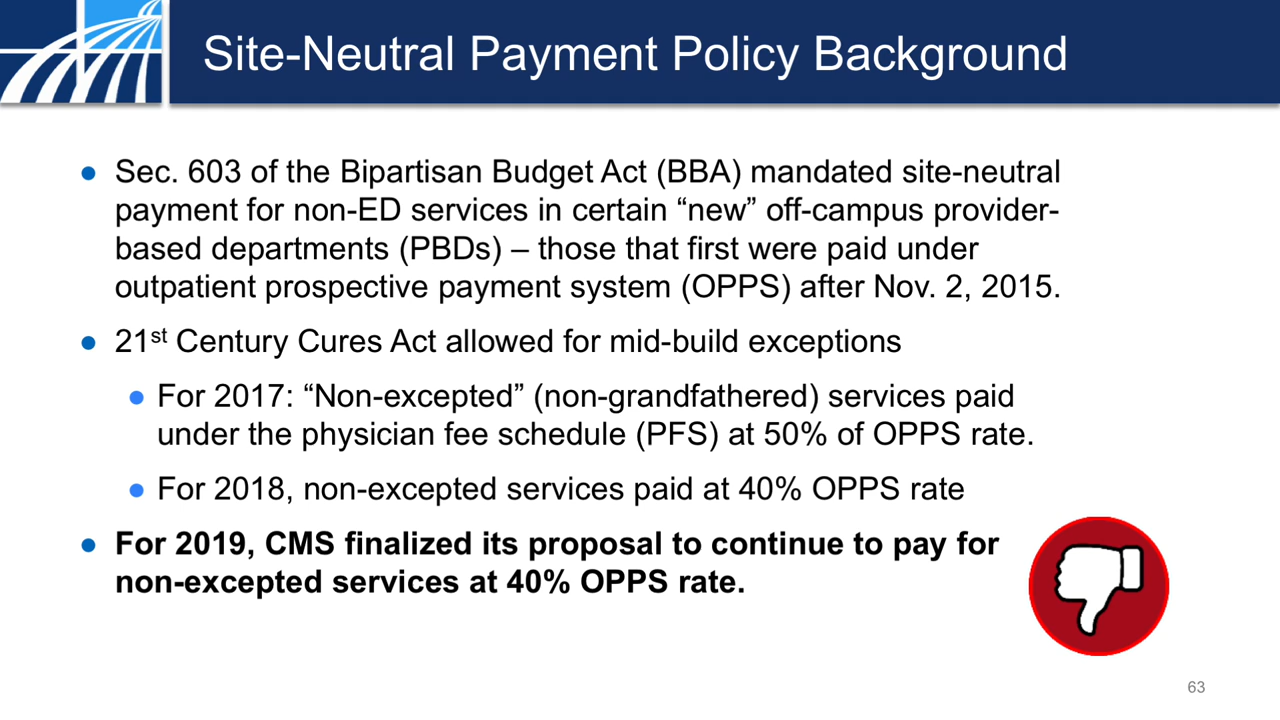 Site-Neutral Payment Policy Background
● Sec. 603 of the Bipartisan Budget Act (BBA) mandated site-neutral
payment for non-ED services in certain “new” off-campus provider-
based departments (PBDs) – those that first were paid under
outpatient prospective payment system (OPPS) after Nov. 2, 2015.
● 21st Century Cures Act allowed for mid-build exceptions
● For 2017: “Non-excepted” (non-grandfathered) services paid
under the physician fee schedule (PFS) at 50% of OPPS rate.
● For 2018, non-excepted services paid at 40% OPPS rate
● For 2019, CMS finalized its proposal to continue to pay for
non-excepted services at 40% OPPS rate.
63